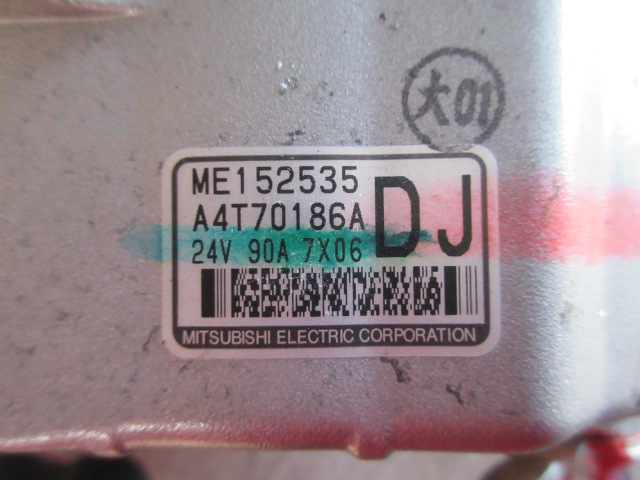 大01
ME152535
A4T70186A
DJ
24V 90A 7X06
MITSUBISHI ELECTRIC CORPORATION